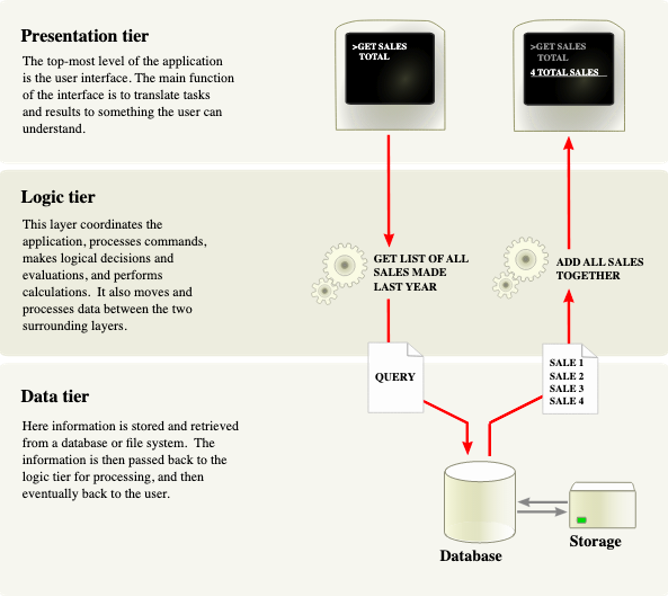 Presentation tier
The top-most level of the application
is the user interface. The main function
of the interface is to translate tasks
and results to something the user can
understand.
>GET SALES
TOTAL
>GET SALES
TOTAL
4 TOTAL SALES
Logic tier
This layer coordinates the
application, processes commands,
makes logical decisions and
evaluations, and performs
calculations. It also moves and
processes data between the two
surrounding layers.
GET LIST OF ALL
SALES MADE
LAST YEAR
ADD ALL SALES
TOGETHER
Data tier
Here information is stored and retrieved
from a database or file system. The
information is then passed back to the
logic tier for processing, and then
eventually back to the user.
QUERY
SALE 1
SALE 2
SALE 3
SALE 4
Database
Storage